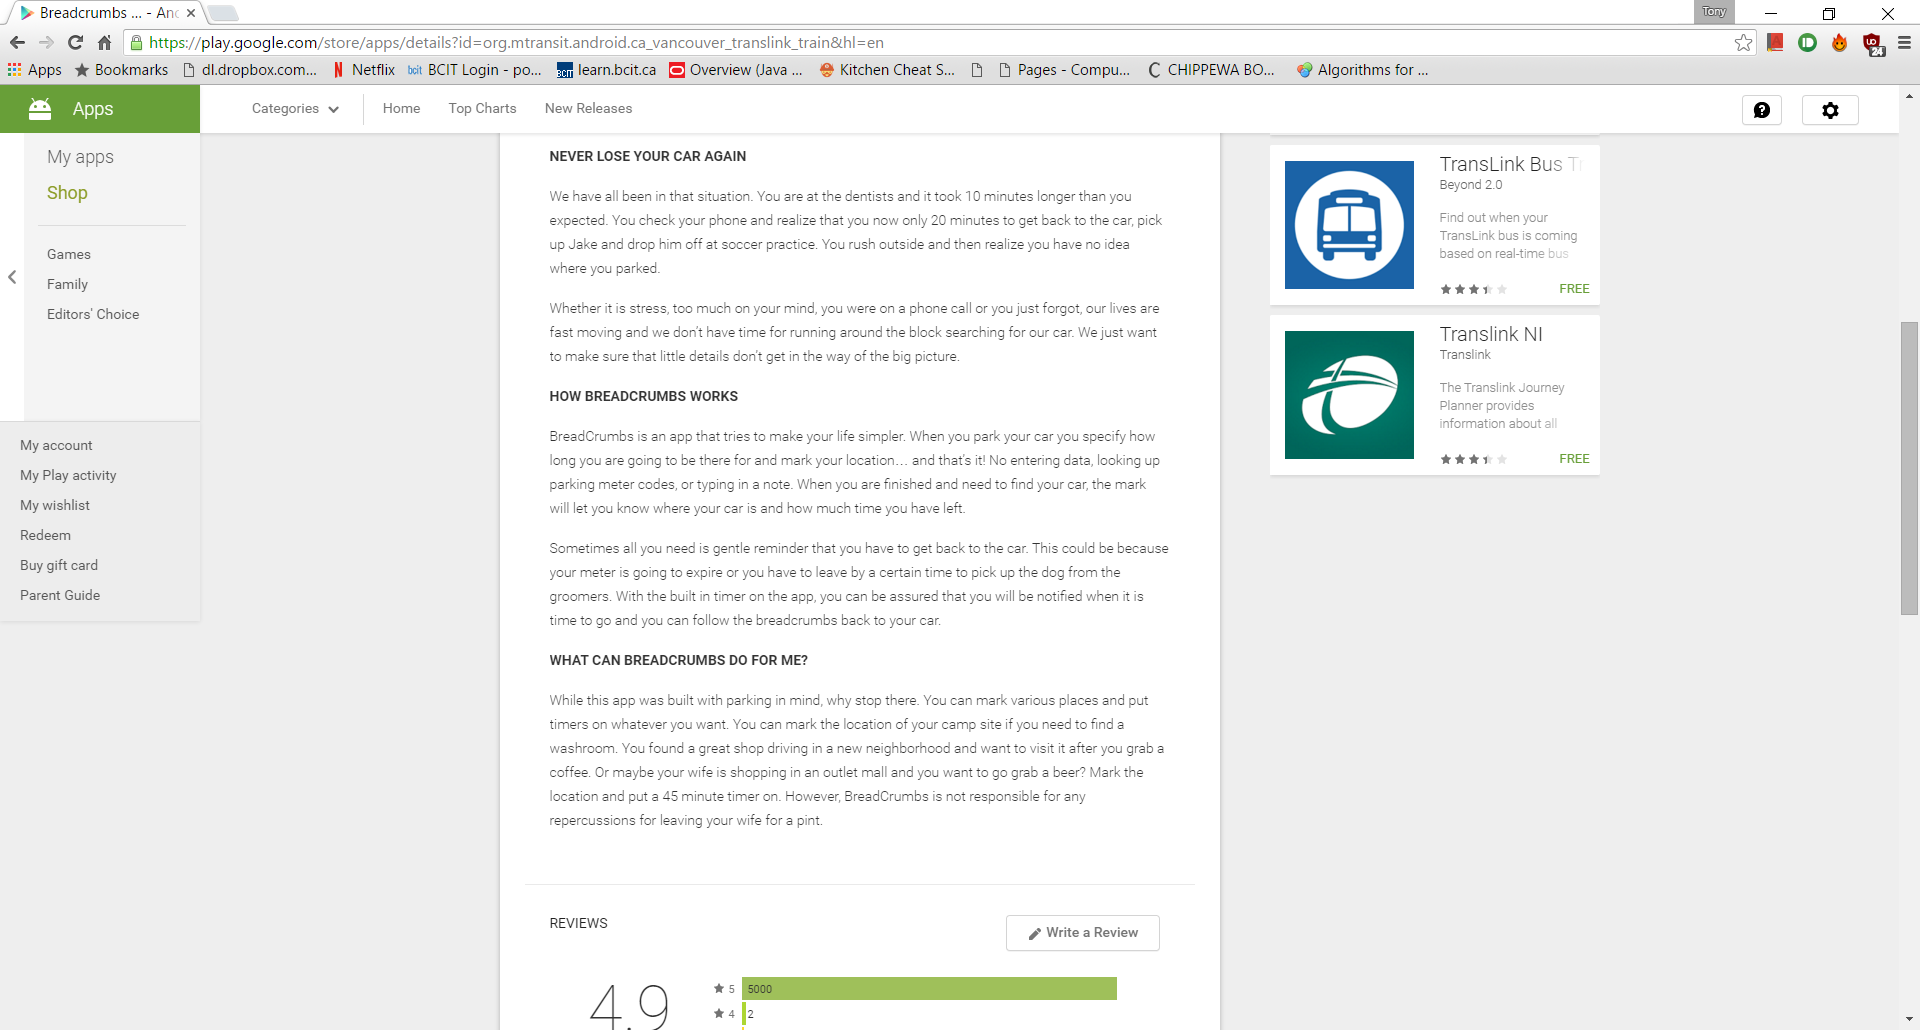 Breadcrumbs ... - Anc
Tony
https://play.google.com/store/apps/details?id=org.mtransit.android.ca_vancouver_translink_train&hl=en
24
Apps Bookmarks dl.dropbox.com... Netflix bcit BCIT Login - po... BCIT learn.bcit.ca Overview (Java ... Kitchen Cheat S... Pages - Compu... CHIPPEWA BO... Algorithms for ...
Apps
Categories Home Top Charts New Releases
My apps
Shop
Games
Family
Editors' Choice
My account
My Play activity
My wishlist
Redeem
Buy gift card
Parent Guide
NEVER LOSE YOUR CAR AGAIN
We have all been in that situation. You are at the dentists and it took 10 minutes longer than you
expected. You check your phone and realize that you now only 20 minutes to get back to the car, pick
up Jake and drop him off at soccer practice. You rush outside and then realize you have no idea
where you parked.
Whether it is stress, too much on your mind, you were on a phone call or you just forgot, our lives are
fast moving and we don't have time for running around the block searching for our car. We just want
to make sure that little details don't get in the way of the big picture.
HOW BREADCRUMBS WORKS
BreadCrumbs is an app that tries to make your life simpler. When you park your car you specify how
long you are going to be there for and mark your location… and that's it! No entering data, looking up
parking meter codes, or typing in a note. When you are finished and need to find your car, the mark
will let you know where your car is and how much time you have left.
Sometimes all you need is gentle reminder that you have to get back to the car. This could be because
your meter is going to expire or you have to leave by a certain time to pick up the dog from the
groomers. With the built in timer on the app, you can be assured that you will be notified when it is
time to go and you can follow the breadcrumbs back to your car.
WHAT CAN BREADCRUMBS DO FOR ME?
While this app was built with parking in mind, why stop there. You can mark various places and put
timers on whatever you want. You can mark the location of your camp site if you need to find a
washroom. You found a great shop driving in a new neighborhood and want to visit it after you grab a
coffee. Or maybe your wife is shopping in an outlet mall and you want to go grab a beer? Mark the
location and put a 45 minute timer on. However, BreadCrumbs is not responsible for any
repercussions for leaving your wife for a pint.
REVIEWS
Write a Review
4.9
5 5000
4 2
TransLink Bus Tr
Beyond 2.0
Find out when your
TransLink bus is coming
based on real-time bus
FREE
Translink NI
Translink
The Translink Journey
Planner provides
information about all
FREE